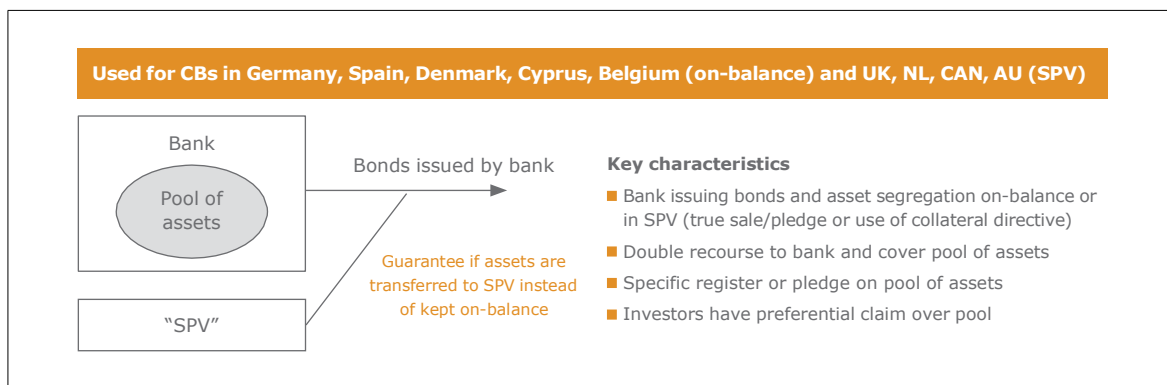 Used for CBs in Germany, Spain, Denmark, Cyprus, Belgium (on-balance) and UK, NL, CAN, AU (SPV)
Bank
Pool of
assets
"SPV"
Bonds issued by bank
Guarantee if assets are
transferred to SPV instead
of kept on-balance
Key characteristics
Bank issuing bonds and asset segregation on-balance or
in SPV (true sale/pledge or use of collateral directive)
Double recourse to bank and cover pool of assets
Specific register or pledge on pool of assets
Investors have preferential claim over pool